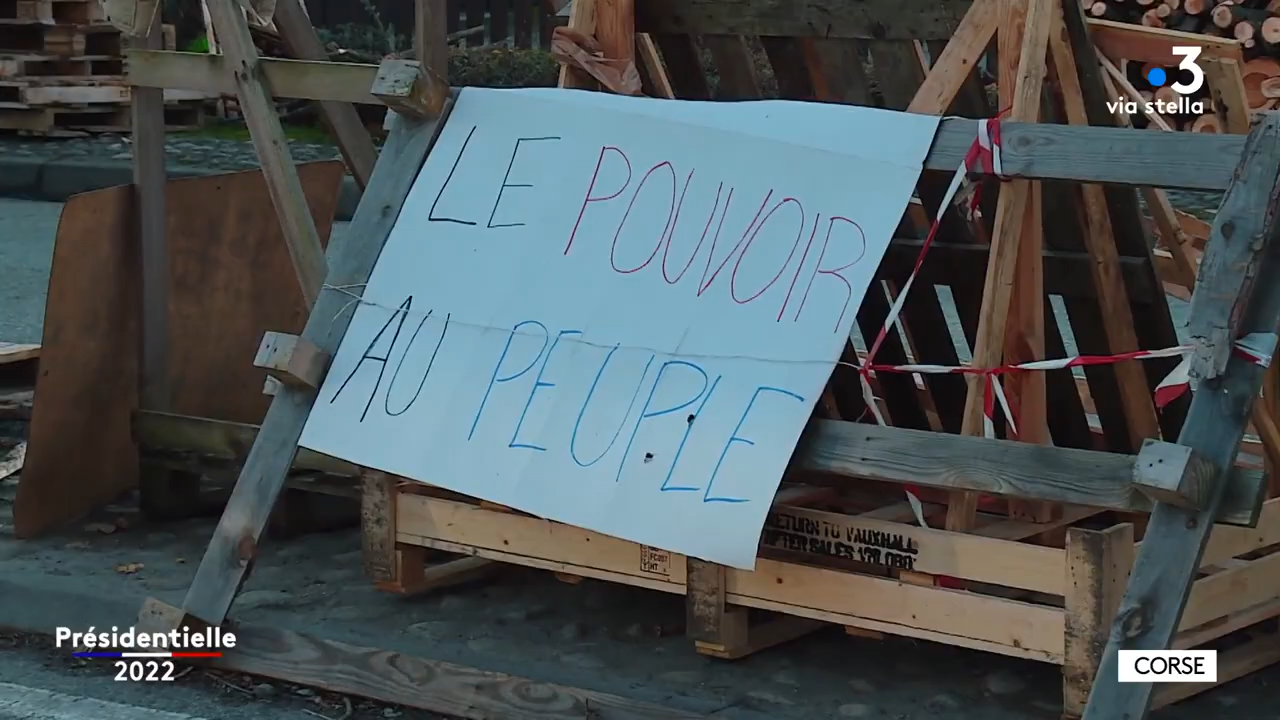 3
via stella
LE POUVOIR
AU PEUPLE
RETURN TO VAUXHALL
AFTER SALES
Présidentielle
2022
CORSE